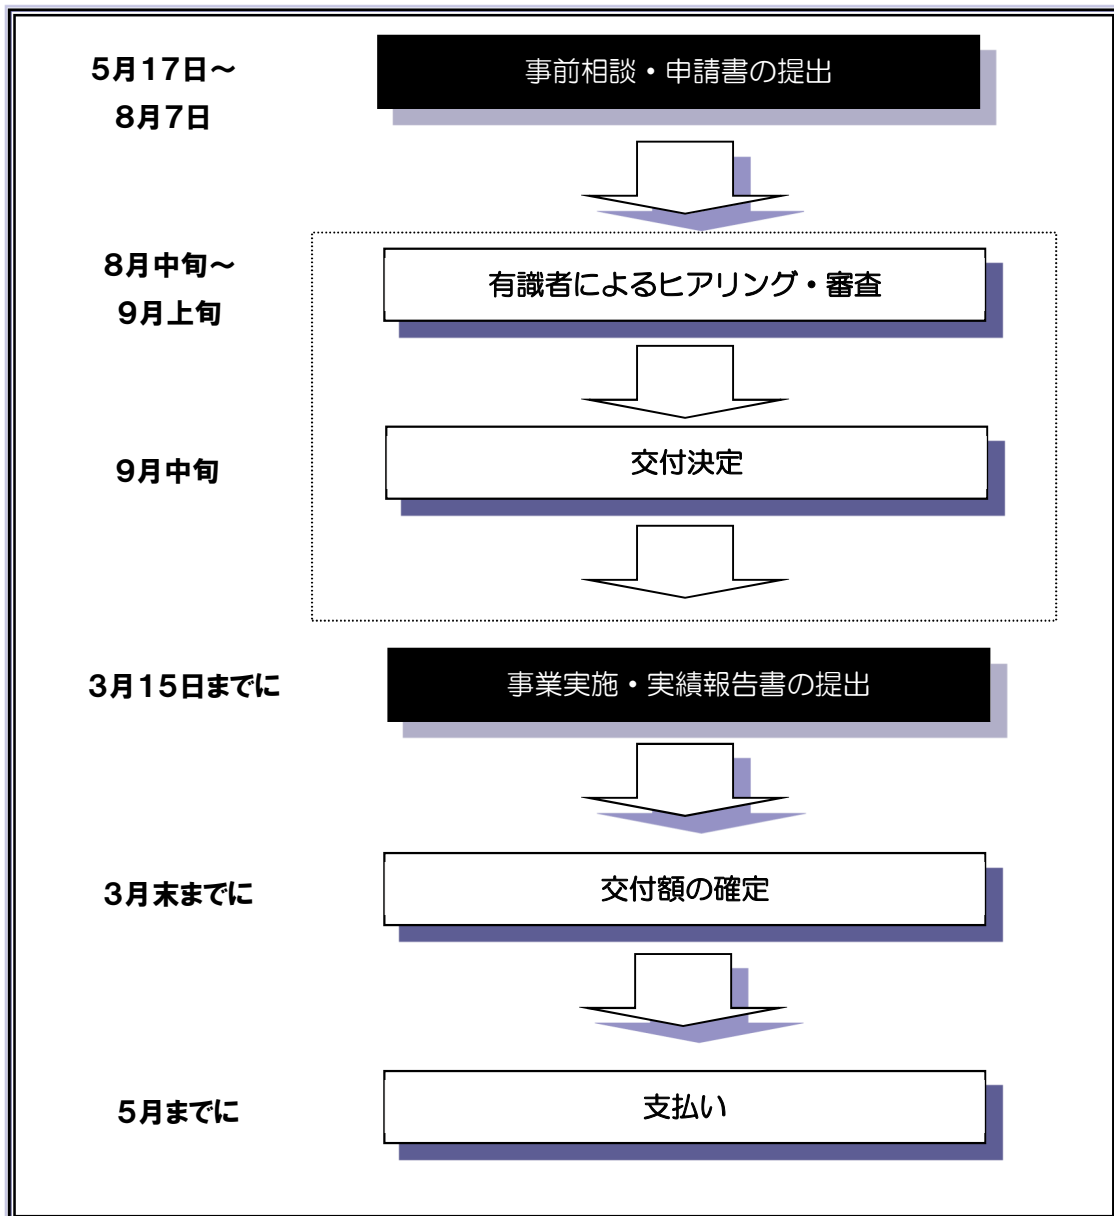 5月17日～
8月7日
事前相談・申請書の提出
8月中旬～
9月上旬
有識者によるヒアリング・審査
9月中旬
交付決定
3月15日までに
事業実施・実績報告書の提出
3月末までに
交付額の確定
5月までに
支払い